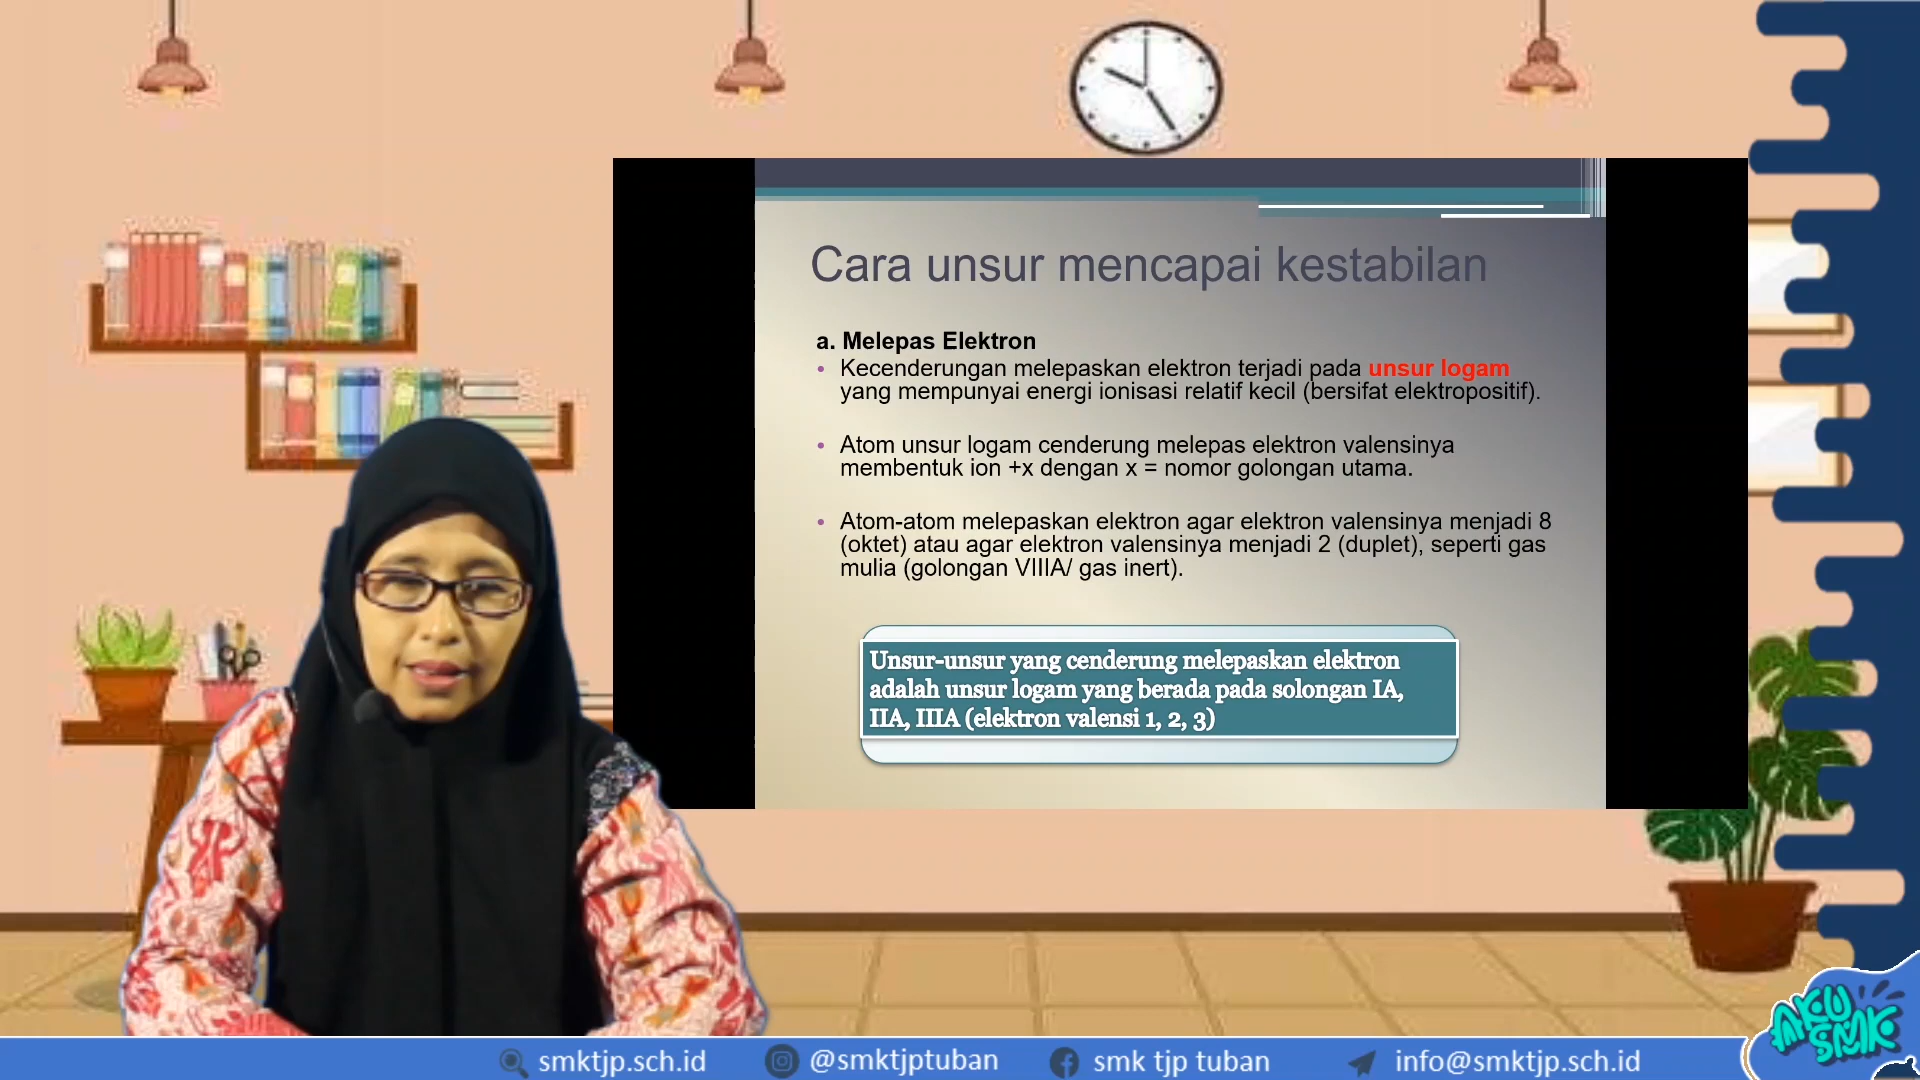 Cara unsur mencapai kestabilan
a. Melepas Elektron
• Kecenderungan melepaskan elektron terjadi pada unsur logam
yang mempunyai energi ionisasi relatif kecil (bersifat elektropositif).
• Atom unsur logam cenderung melepas elektron valensinya
membentuk ion +x dengan x = nomor golongan utama.
• Atom-atom melepaskan elektron agar elektron valensinya menjadi 8
(oktet) atau agar elektron valensinya menjadi 2 (duplet), seperti gas
mulia (golongan VIIIA/ gas inert).
Unsur-unsur yang cenderung melepaskan elektron
adalah unsur logam yang berada pada solongan IA,
IIA, IIIA (elektron valensi 1, 2, 3)
smktjp.sch.id
@smktjptuban
smk tjp tuban
info@smktjp.sch.id
AKU
SMK